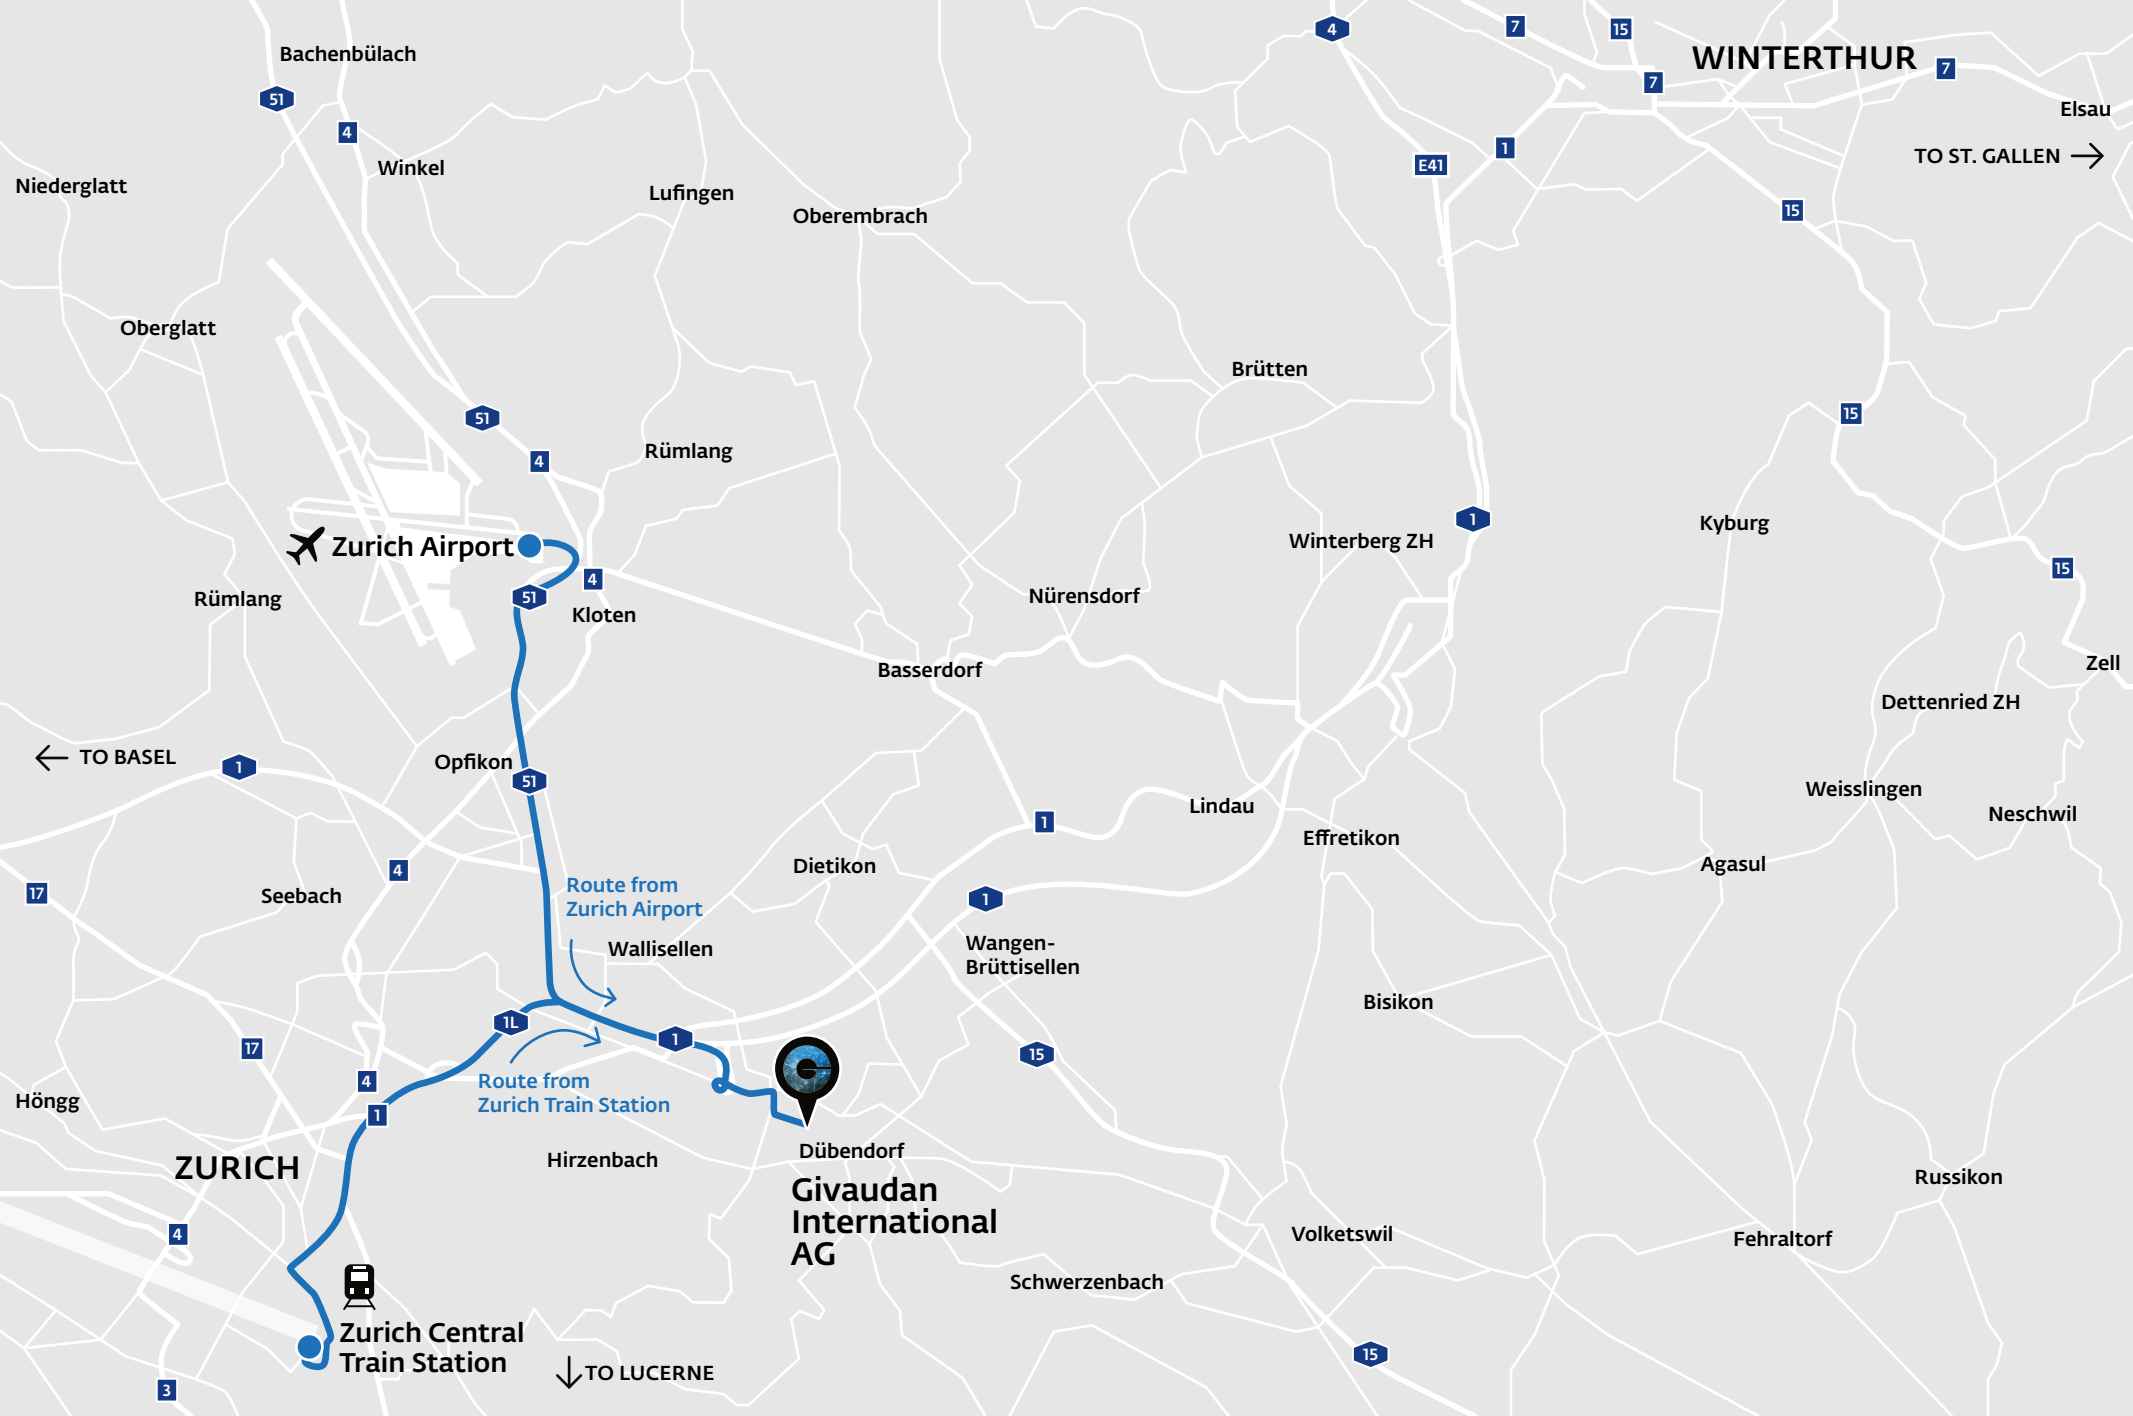 4
7
15
WINTERTHUR
Bachenbülach
7
7
51
Elsau
4
1
TO ST. GALLEN
E41
Winkel
Niederglatt
Lufingen
15
Oberembrach
Oberglatt
Brütten
15
51
Rümlang
4
1
Kyburg
Winterberg ZH
Zurich Airport
15
4
Rümlang
51
Nürensdorf
Kloten
Zell
Basserdorf
Dettenried ZH
TO BASEL
Opfikon
1
51
Weisslingen
Lindau
Neschwil
1
Effretikon
Agasul
Dietikon
4
17
Route from
Zurich Airport
Seebach
1
Wallisellen
Wangen-
Brüttisellen
Bisikon
1L
1
17
15
4
Route from
Zurich Train Station
Höngg
1
Dübendorf
Hirzenbach
ZURICH
Russikon
Givaudan
International
AG
4
Volketswil
Fehraltorf
Schwerzenbach
Zurich Central
Train Station
15
TO LUCERNE
3